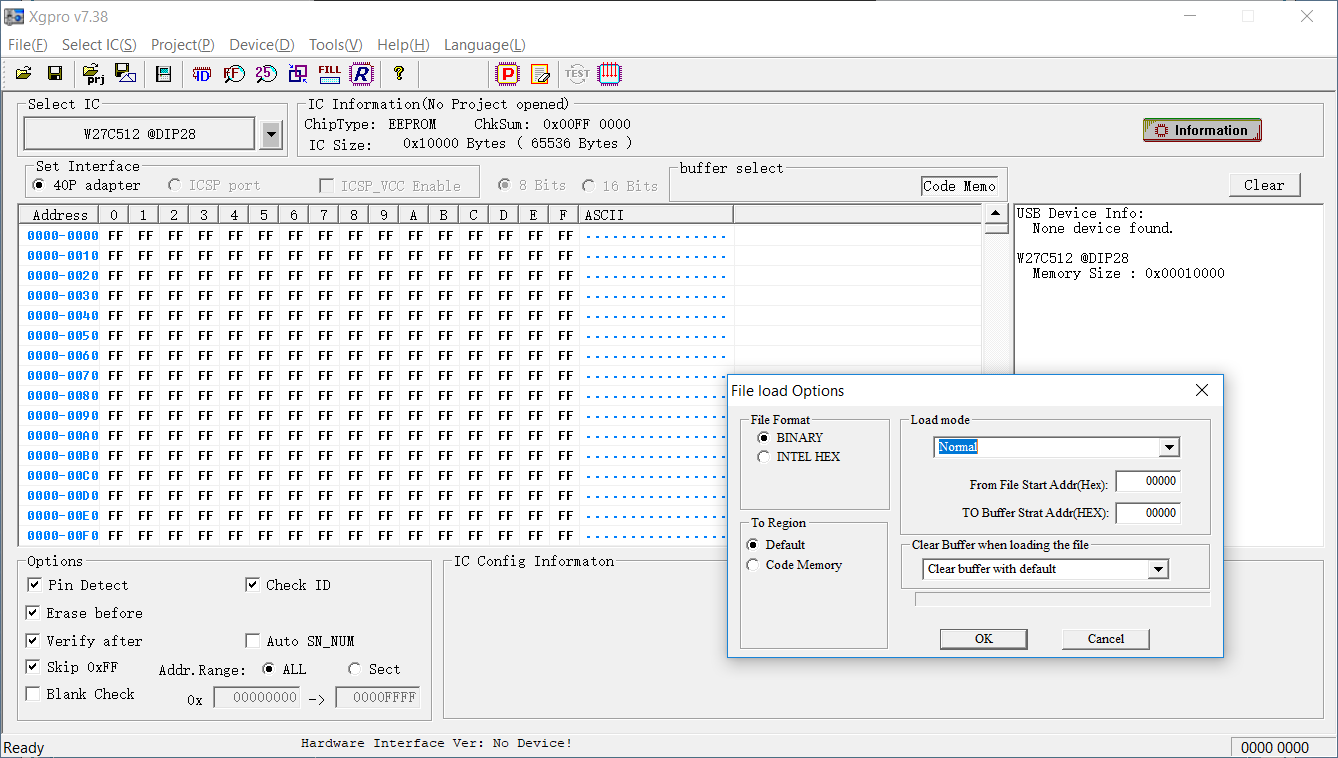 Xgpro v7.38
File(F) Select IC(S) Project(P) Device(D) Tools(V) Help(H) Language(L)
prj ID FF 25 FILL R ? P TEST
Select IC
W27C512 @DIP28
IC Information(No Project opened)
ChipType: EEPROM ChkSum: 0x00FF 0000
IC Size: 0x10000 Bytes ( 65536 Bytes )
Information
Set Interface
40P adapter ICSP port ICSP_VCC Enable 8 Bits 16 Bits
buffer select
Code Memo
Clear
Address 0 1 2 3 4 5 6 7 8 9 A B C D E F ASCII
0000-0000 FF FF FF FF FF FF FF FF FF FF FF FF FF FF FF FF ................
0000-0010 FF FF FF FF FF FF FF FF FF FF FF FF FF FF FF FF ................
0000-0020 FF FF FF FF FF FF FF FF FF FF FF FF FF FF FF FF ................
0000-0030 FF FF FF FF FF FF FF FF FF FF FF FF FF FF FF FF ................
0000-0040 FF FF FF FF FF FF FF FF FF FF FF FF FF FF FF FF ................
0000-0050 FF FF FF FF FF FF FF FF FF FF FF FF FF FF FF FF ................
0000-0060 FF FF FF FF FF FF FF FF FF FF FF FF FF FF FF FF ................
0000-0070 FF FF FF FF FF FF FF FF FF FF FF FF FF FF FF FF ................
0000-0080 FF FF FF FF FF FF FF FF FF FF FF FF FF FF FF FF ................
0000-0090 FF FF FF FF FF FF FF FF FF FF FF FF FF FF FF FF ................
0000-00A0 FF FF FF FF FF FF FF FF FF FF FF FF FF FF FF FF ................
0000-00B0 FF FF FF FF FF FF FF FF FF FF FF FF FF FF FF FF ................
0000-00C0 FF FF FF FF FF FF FF FF FF FF FF FF FF FF FF FF ................
0000-00D0 FF FF FF FF FF FF FF FF FF FF FF FF FF FF FF FF ................
0000-00E0 FF FF FF FF FF FF FF FF FF FF FF FF FF FF FF FF ................
0000-00F0 FF FF FF FF FF FF FF FF FF FF FF FF FF FF FF FF ................
USB Device Info:
None device found.
W27C512 @DIP28
Memory Size : 0x00010000
File load Options
File Format
BINARY
INTEL HEX
To Region
Default
Code Memory
Load mode
Normal
From File Start Addr(Hex): 00000
TO Buffer Strat Addr(HEX): 00000
Clear Buffer when loading the file
Clear buffer with default
OK Cancel
Options
Pin Detect Check ID
Erase before
Verify after Auto SN_NUM
Skip 0xFF Addr.Range: ALL Sect
Blank Check 0x 00000000 -> 0000FFFF
IC Config Informaton
Ready
Hardware Interface Ver: No Device!
0000 0000